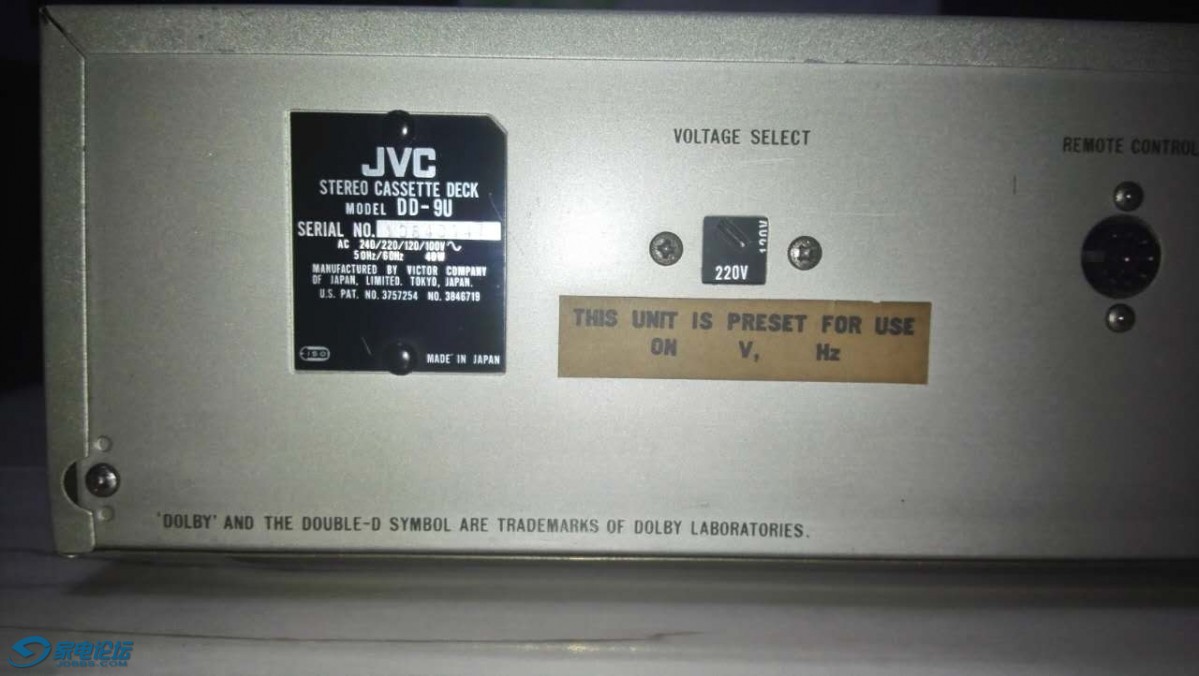 JVC
STEREO CASSETTE DECK
MODEL DD-9U
SERIAL NO.
AC 240/220/120/100V~
50Hz/60Hz 40W
MANUFACTURED BY VICTOR COMPANY
OF JAPAN, LIMITED. TOKYO, JAPAN.
U.S. PAT. NO. 3757254 NO. 3846719
MADE IN JAPAN
VOLTAGE SELECT
120V
220V
THIS UNIT IS PRESET FOR USE
ON V, Hz
REMOTE CONTROL
'DOLBY' AND THE DOUBLE-D SYMBOL ARE TRADEMARKS OF DOLBY LABORATORIES.
家电论坛
JDBBS.COM